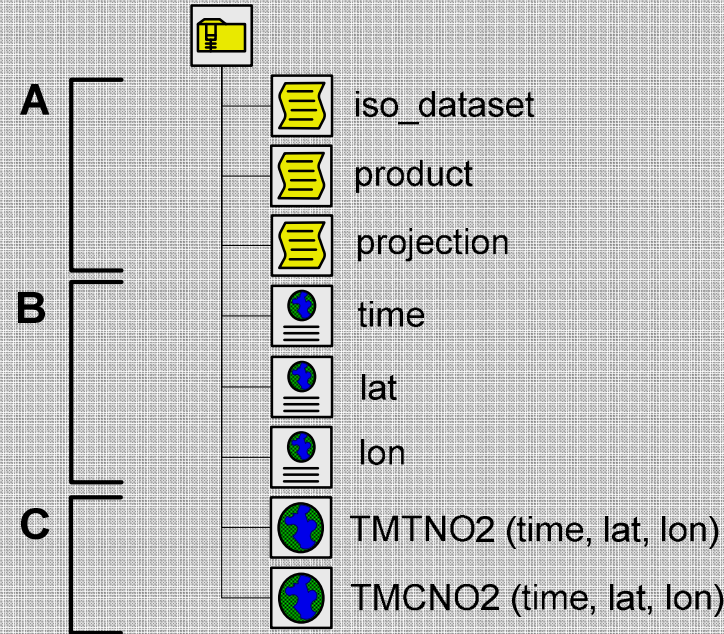 A
iso_dataset
product
projection
B
time
lat
lon
C
TMTNO2 (time, lat, lon)
TMCNO2 (time, lat, lon)